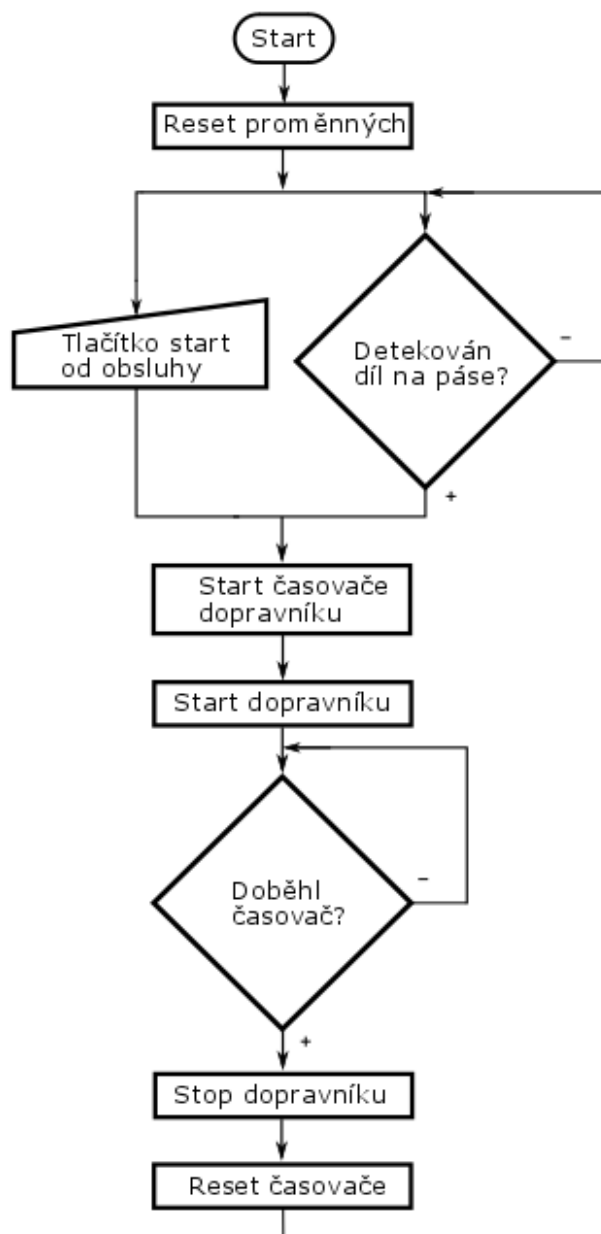 Start
Reset proměnných
Tlačítko start
od obsluhy
Detekován
díl na páse?
–
+
Start časovače
dopravníku
Start dopravníku
Doběhl
časovač?
–
+
Stop dopravníku
Reset časovače